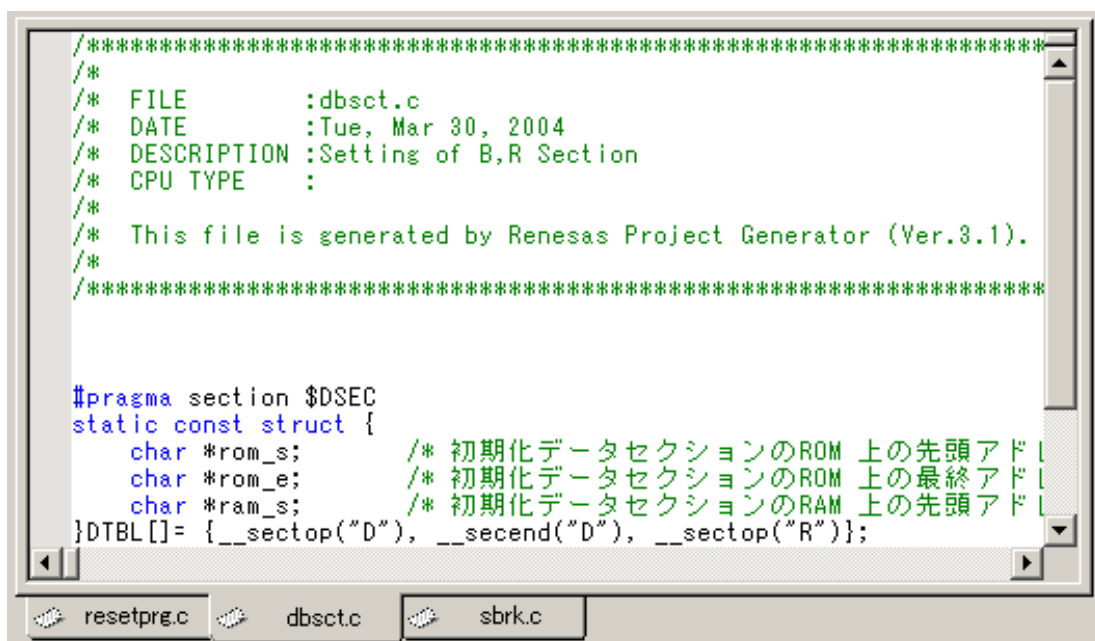 /******************************************************************
/*
/*  FILE        :dbsct.c
/*  DATE        :Tue, Mar 30, 2004
/*  DESCRIPTION :Setting of B,R Section
/*  CPU TYPE    :
/*
/*  This file is generated by Renesas Project Generator (Ver.3.1).
/*
/******************************************************************
#pragma section $DSEC
static const struct {
    char *rom_s;       /* 初期化データセクションのROM 上の先頭アド
    char *rom_e;       /* 初期化データセクションのROM 上の最終アド
    char *ram_s;       /* 初期化データセクションのRAM 上の先頭アド
}DTBL[]= {__sectop("D"), __secend("D"), __sectop("R")};
resetprg.c dbsct.c sbrk.c